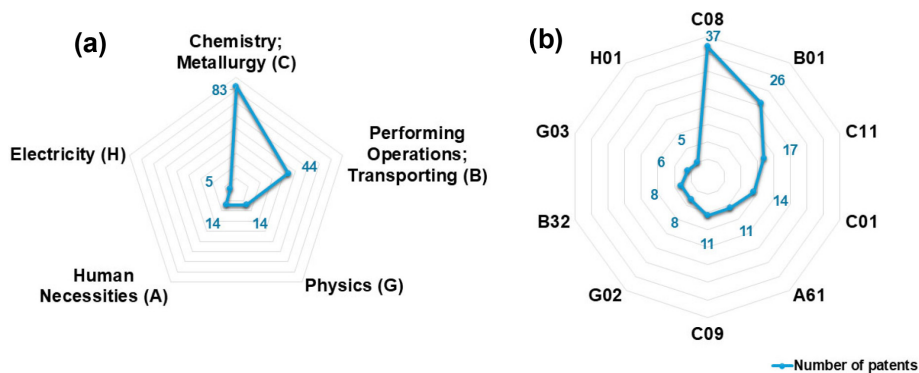 (a)
Chemistry;
Metallurgy (C)
83
Performing
Operations;
Transporting (B)
44
Electricity (H)
5
14
14
Human
Necessities (A)
Physics (G)
(b)
C08
37
H01
B01
26
5
G03
C11
17
6
14
8
B32
C01
8
11
11
G02
A61
C09
Number of patents